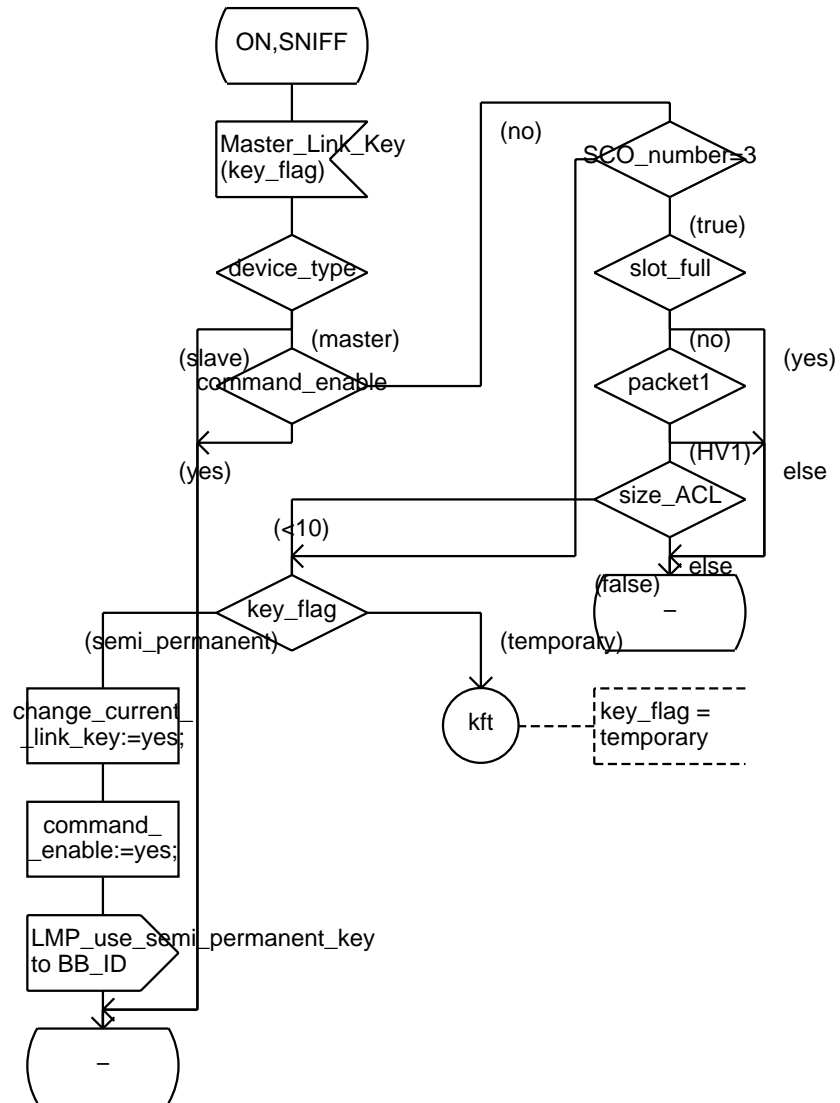 ON,SNIFF
Master_Link_Key
(key_flag)
device_type
(slave)
(master)
command_enable
(yes)
(no)
SCO_number=3
(true)
slot_full
(no)
(yes)
packet1
(HV1)
else
size_ACL
(<10)
else
(false)
–
key_flag
(semi_permanent)
(temporary)
change_current_
_link_key:=yes;
kft
key_flag =
temporary
command_
_enable:=yes;
LMP_use_semi_permanent_key
to BB_ID
–